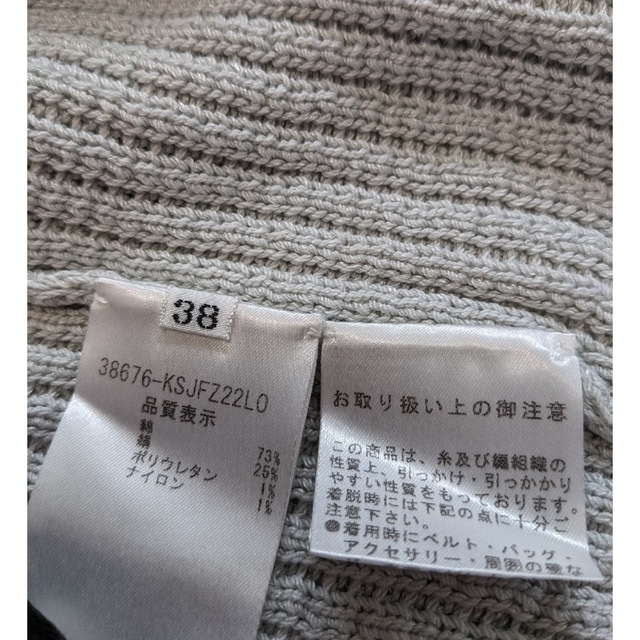 38
38676-KSJFZ22L0
品質表示
綿 73%
絹 25%
ポリウレタン 1%
ナイロン 1%
お取り扱い上の御注意
この商品は、糸及び編組織の
性質上、引っかけ・引っかかり
やすい性質をもっております。
着脱時には下記の点に十分ご
注意下さい。
●着用時にベルト・バッグ・
アクセサリー・周囲の